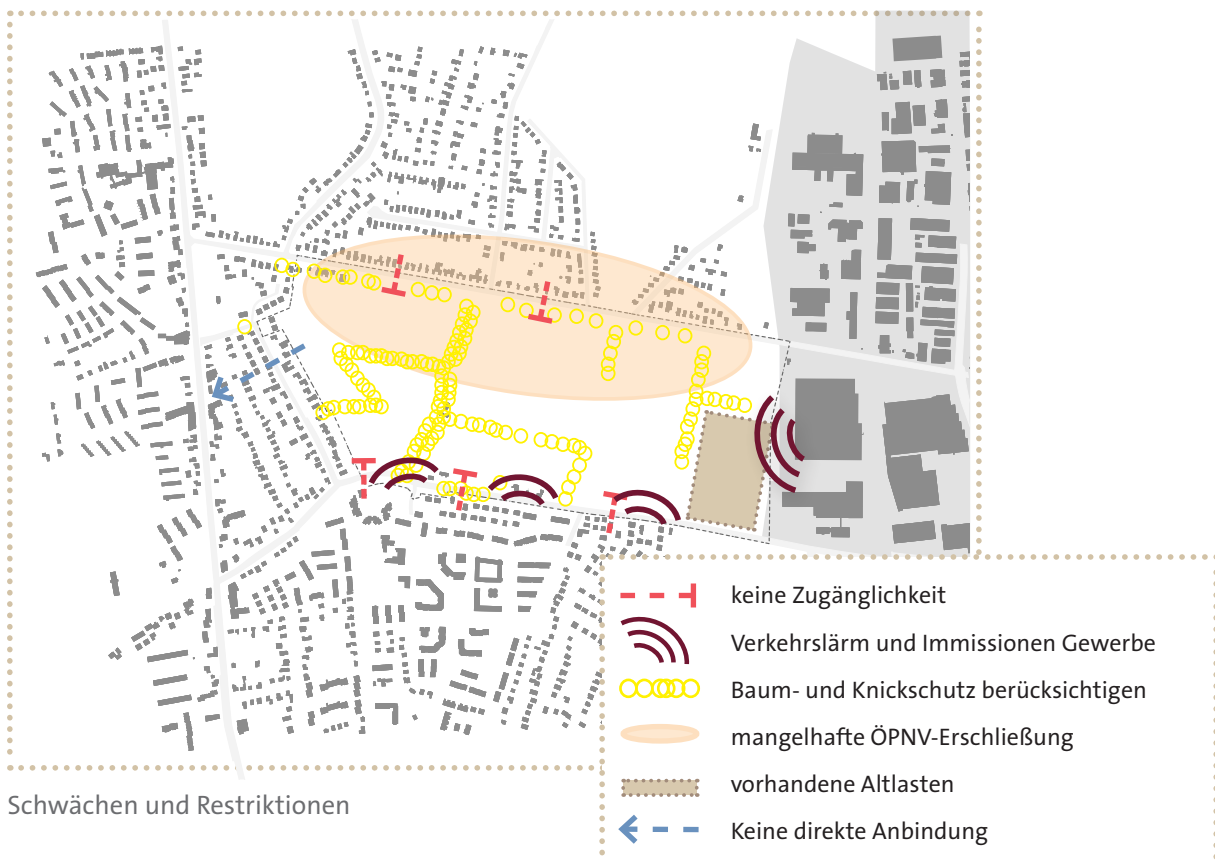 keine Zugänglichkeit
Verkehrslärm und Immissionen Gewerbe
Baum- und Knickschutz berücksichtigen
mangelhafte ÖPNV-Erschließung
vorhandene Altlasten
Keine direkte Anbindung
Schwächen und Restriktionen